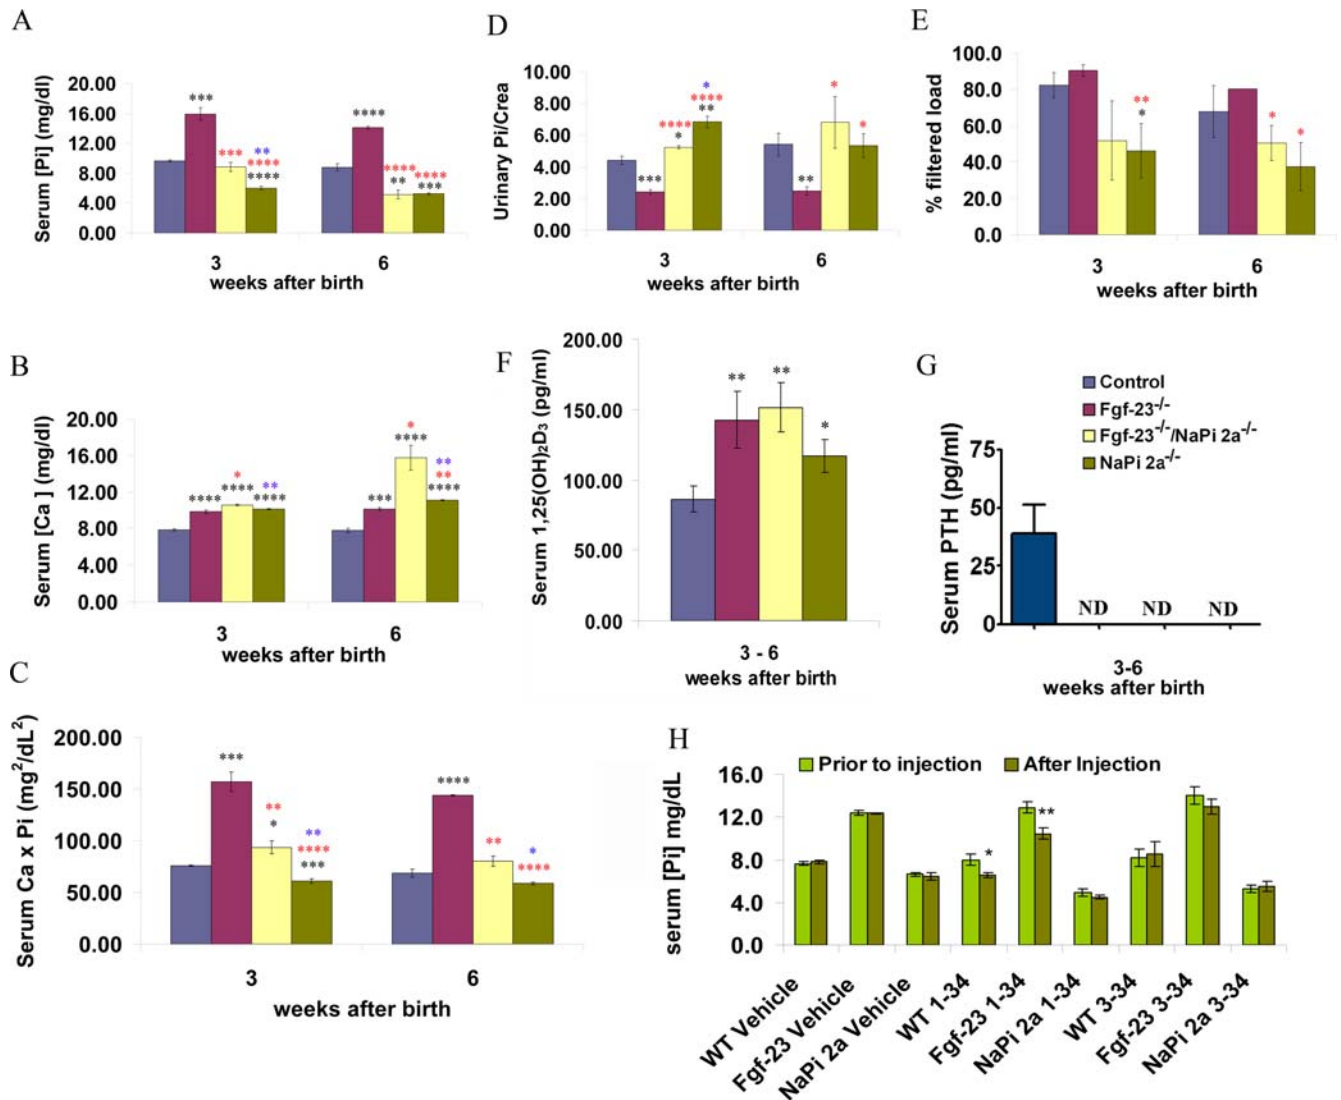 A
Serum [Pi] (mg/dl)
20.00
16.00
12.00
8.00
4.00
0.00
***
***
**
****
****
****
****
**
****
***
3
6
weeks after birth
D
Urinary Pi/Crea
10.00
8.00
6.00
4.00
2.00
0.00
***
****
*
*
****
**
**
*
*
3
6
weeks after birth
E
% filtered load
100.0
80.0
60.0
40.0
20.0
0.0
**
*
*
*
3
6
weeks after birth
B
Serum [Ca ] (mg/dl)
20.00
16.00
12.00
8.00
4.00
0.00
****
*
****
**
****
***
*
****
**
**
****
3
6
weeks after birth
F
Serum 1,25(OH)₂D₃ (pg/ml)
200.00
150.00
100.00
50.00
0.00
**
**
*
3 - 6
weeks after birth
G
Control
Fgf-23-/-
Fgf-23-/-/NaPi 2a-/-
NaPi 2a-/-
Serum PTH (pg/ml)
75
50
25
0
ND
ND
ND
3-6
weeks after birth
C
Serum Ca x Pi (mg²/dL²)
200.00
150.00
100.00
50.00
0.00
***
**
*
**
****
***
****
**
*
****
3
6
weeks after birth
H
Prior to injection
After Injection
serum [Pi] mg/dL
16.0
12.0
8.0
4.0
0.0
*
**
WT Vehicle
Fgf-23 Vehicle
NaPi 2a Vehicle
WT 1-34
Fgf-23 1-34
NaPi 2a 1-34
WT 3-34
Fgf-23 3-34
NaPi 2a 3-34